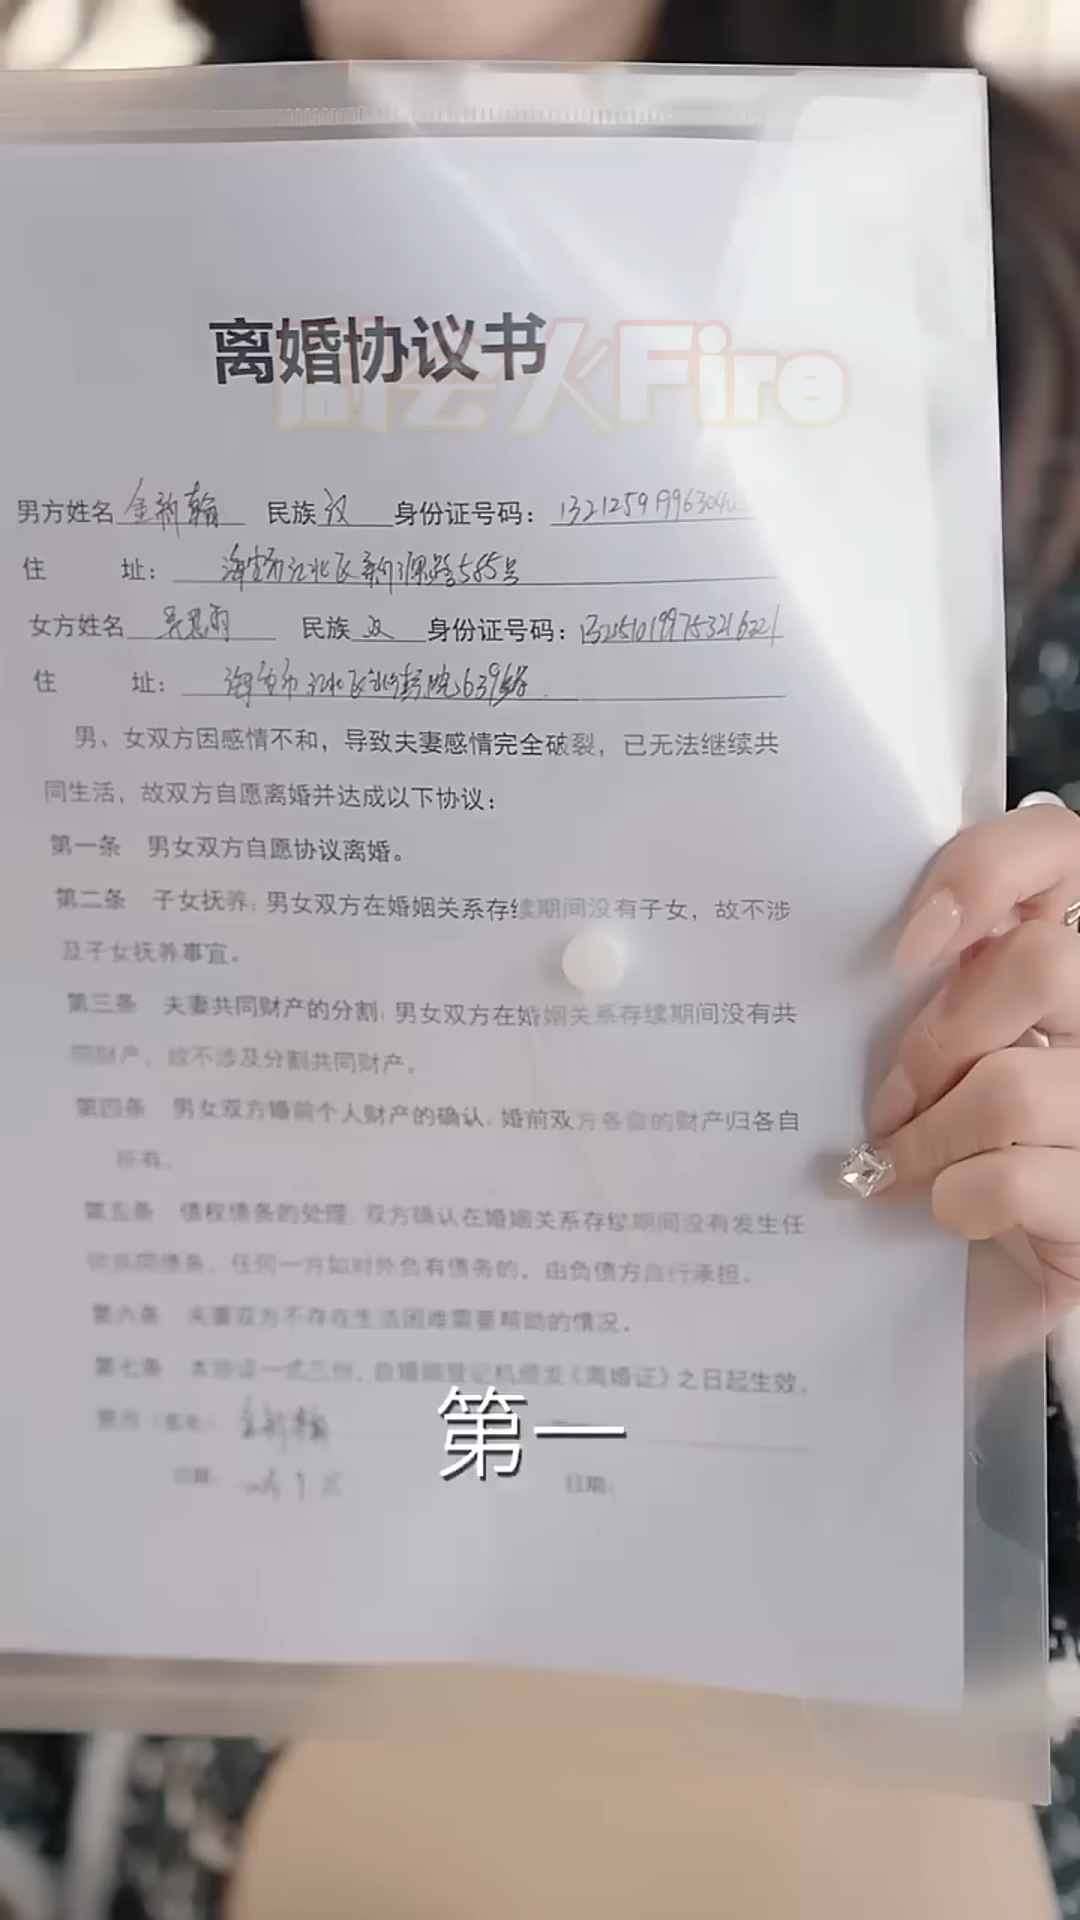 离婚协议书
Fire
男方姓名 民族汉 身份证号码：
住 址： 585号
女方姓名 民族汉 身份证号码：
住 址： 639
男、女双方因感情不和，导致夫妻感情完全破裂，已无法继续共
同生活，故双方自愿离婚并达成以下协议：
第一条 男女双方自愿协议离婚。
第二条 子女抚养：男女双方在婚姻关系存续期间没有子女，故不涉
及子女抚养事宜。
第三条 夫妻共同财产的分割：男女双方在婚姻关系存续期间没有共
同财产，故不涉及分割共同财产。
第四条 男女双方婚前个人财产的确认：婚前双方各自的财产归各自
所有。
第五条 债权债务的处理：双方确认在婚姻关系存续期间没有发生任
何共同债务，任何一方如对外负有债务的，由负债方自行承担。
第六条 夫妻双方不存在生活困难需要帮助的情况。
第七条 本协议一式三份，自婚姻登记机颁发《离婚证》之日起生效。
第一
日期： 日期：